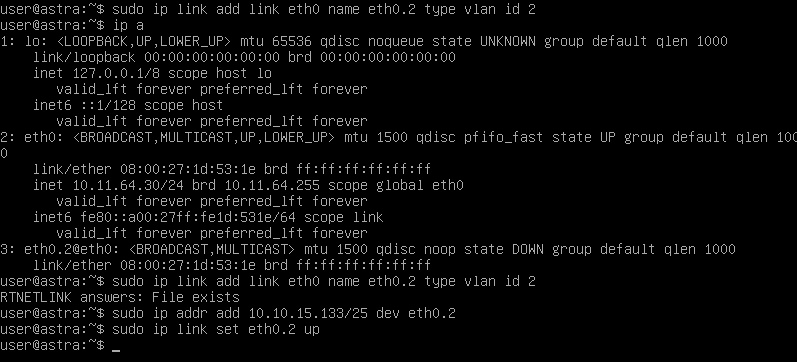 user@astra:~$ sudo ip link add link eth0 name eth0.2 type vlan id 2
user@astra:~$ ip a
1: lo: <LOOPBACK,UP,LOWER_UP> mtu 65536 qdisc noqueue state UNKNOWN group default qlen 1000
    link/loopback 00:00:00:00:00:00 brd 00:00:00:00:00:00
    inet 127.0.0.1/8 scope host lo
       valid_lft forever preferred_lft forever
    inet6 ::1/128 scope host
       valid_lft forever preferred_lft forever
2: eth0: <BROADCAST,MULTICAST,UP,LOWER_UP> mtu 1500 qdisc pfifo_fast state UP group default qlen 100
0
    link/ether 08:00:27:1d:53:1e brd ff:ff:ff:ff:ff:ff
    inet 10.11.64.30/24 brd 10.11.64.255 scope global eth0
       valid_lft forever preferred_lft forever
    inet6 fe80::a00:27ff:fe1d:531e/64 scope link
       valid_lft forever preferred_lft forever
3: eth0.2@eth0: <BROADCAST,MULTICAST> mtu 1500 qdisc noop state DOWN group default qlen 1000
    link/ether 08:00:27:1d:53:1e brd ff:ff:ff:ff:ff:ff
user@astra:~$ sudo ip link add link eth0 name eth0.2 type vlan id 2
RTNETLINK answers: File exists
user@astra:~$ sudo ip addr add 10.10.15.133/25 dev eth0.2
user@astra:~$ sudo ip link set eth0.2 up
user@astra:~$ _